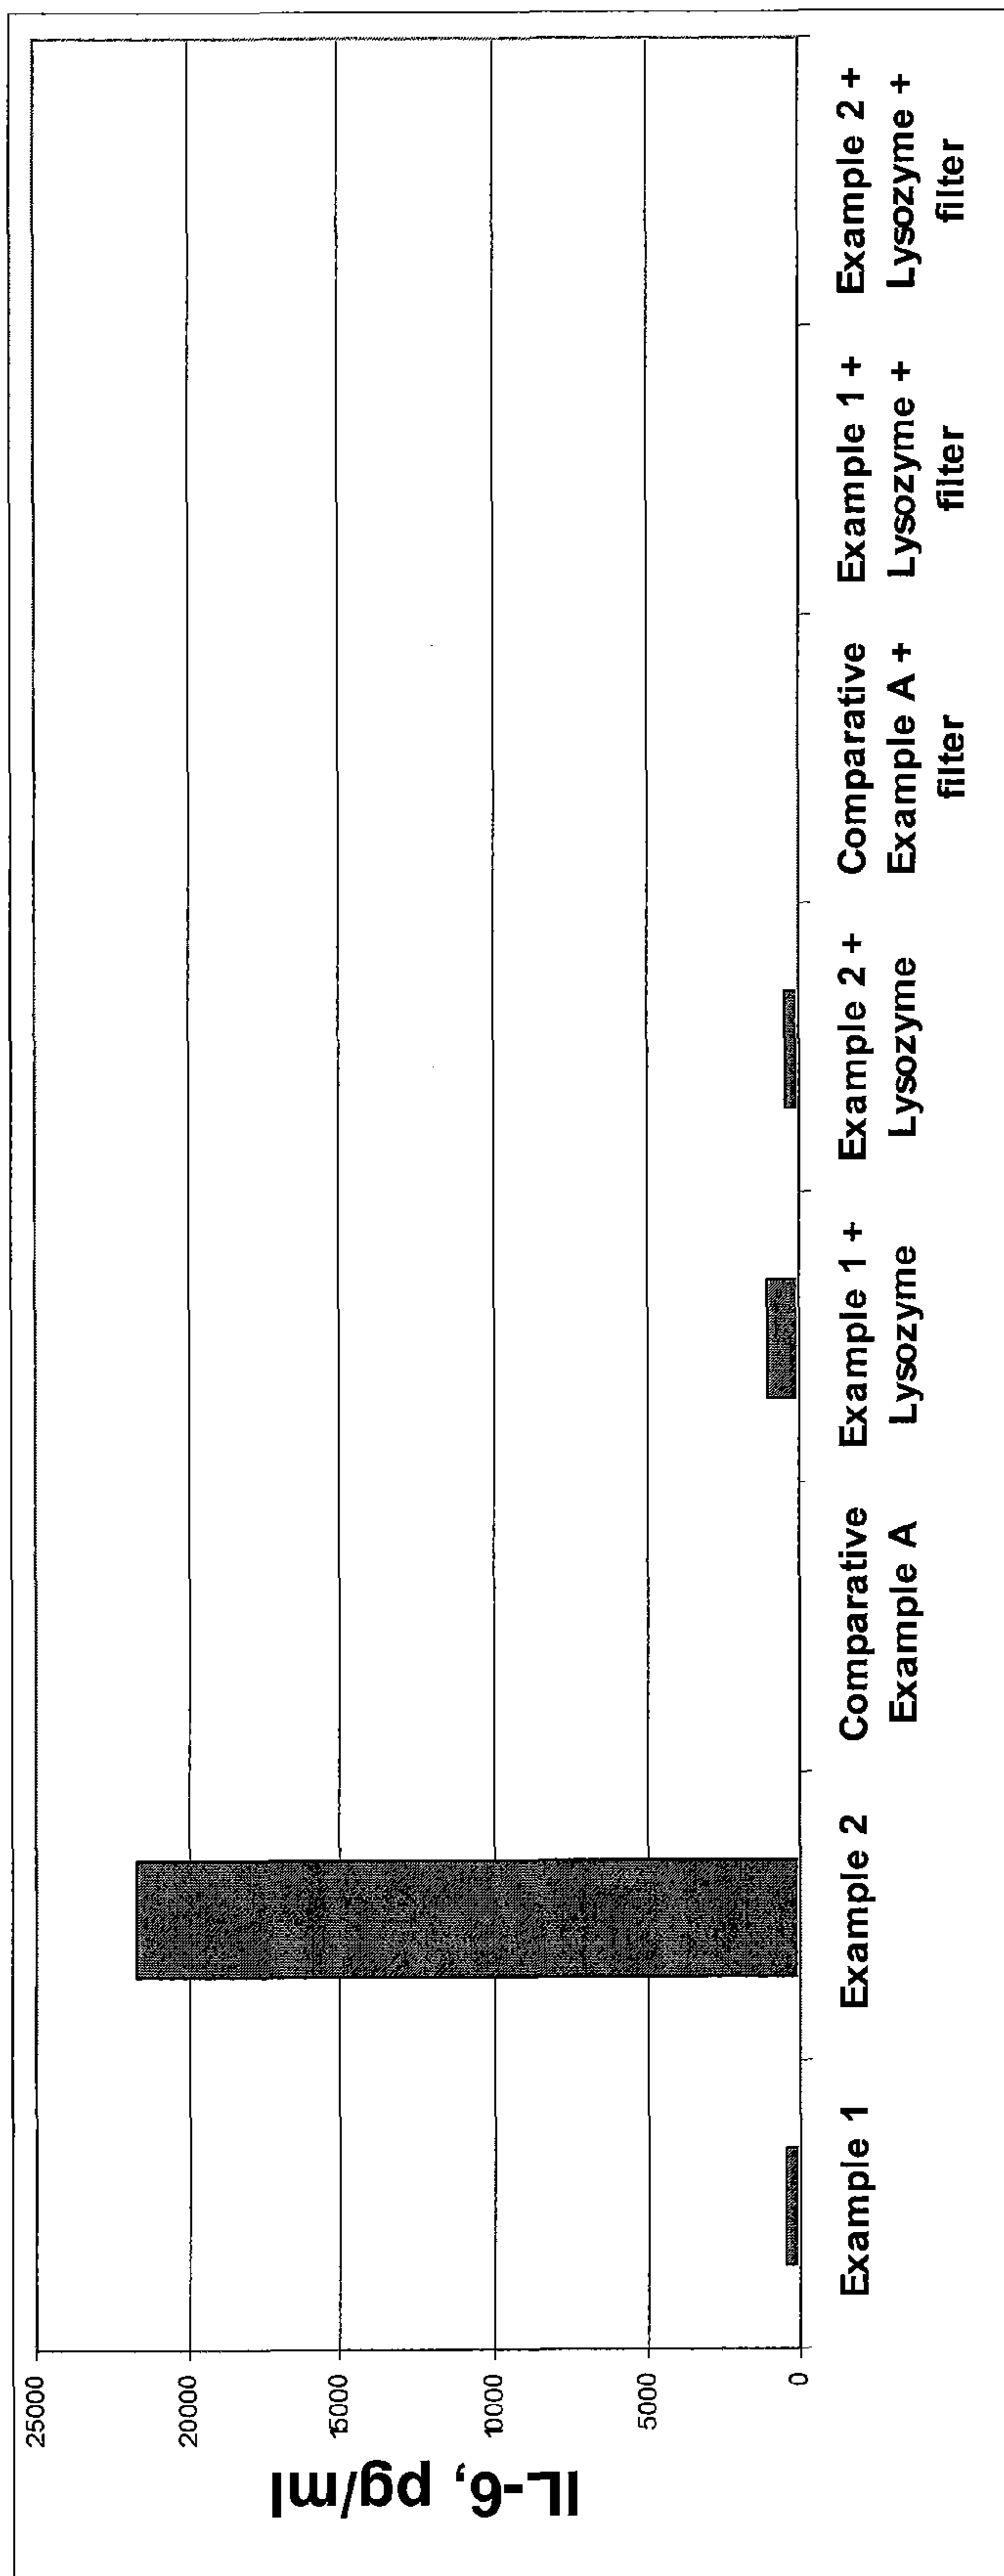 IL-6, pg/ml
25000
20000
15000
10000
5000
0
Example 1
Example 2
Comparative
Example A
Example 1 +
Lysozyme
Example 2 +
Lysozyme
Comparative
Example A +
filter
Example 1 +
Lysozyme +
filter
Example 2 +
Lysozyme +
filter